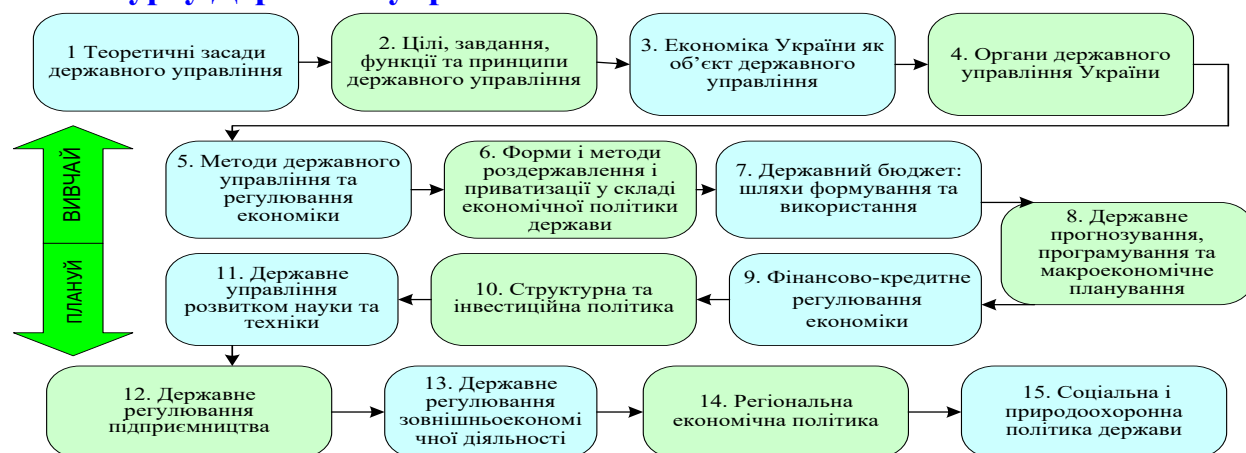 1 Теоретичні засади
державного управління
2. Цілі, завдання,
функції та принципи
державного управління
3. Економіка України як
об’єкт державного
управління
4. Органи державного
управління України
ВИВЧАЙ
ПЛАНУЙ
5. Методи державного
управління та
регулювання
економіки
6. Форми і методи
роздержавлення і
приватизації у складі
економічної політики
держави
7. Державний бюджет:
шляхи формування та
використання
8. Державне
прогнозування,
програмування та
макроекономічне
планування
9. Фінансово-кредитне
регулювання
економіки
10. Структурна та
інвестиційна політика
11. Державне
управління
розвитком науки та
техніки
12. Державне
регулювання
підприємництва
13. Державне
регулювання
зовнішньоекономі
чної діяльності
14. Регіональна
економічна політика
15. Соціальна і
природоохоронна
політика держави